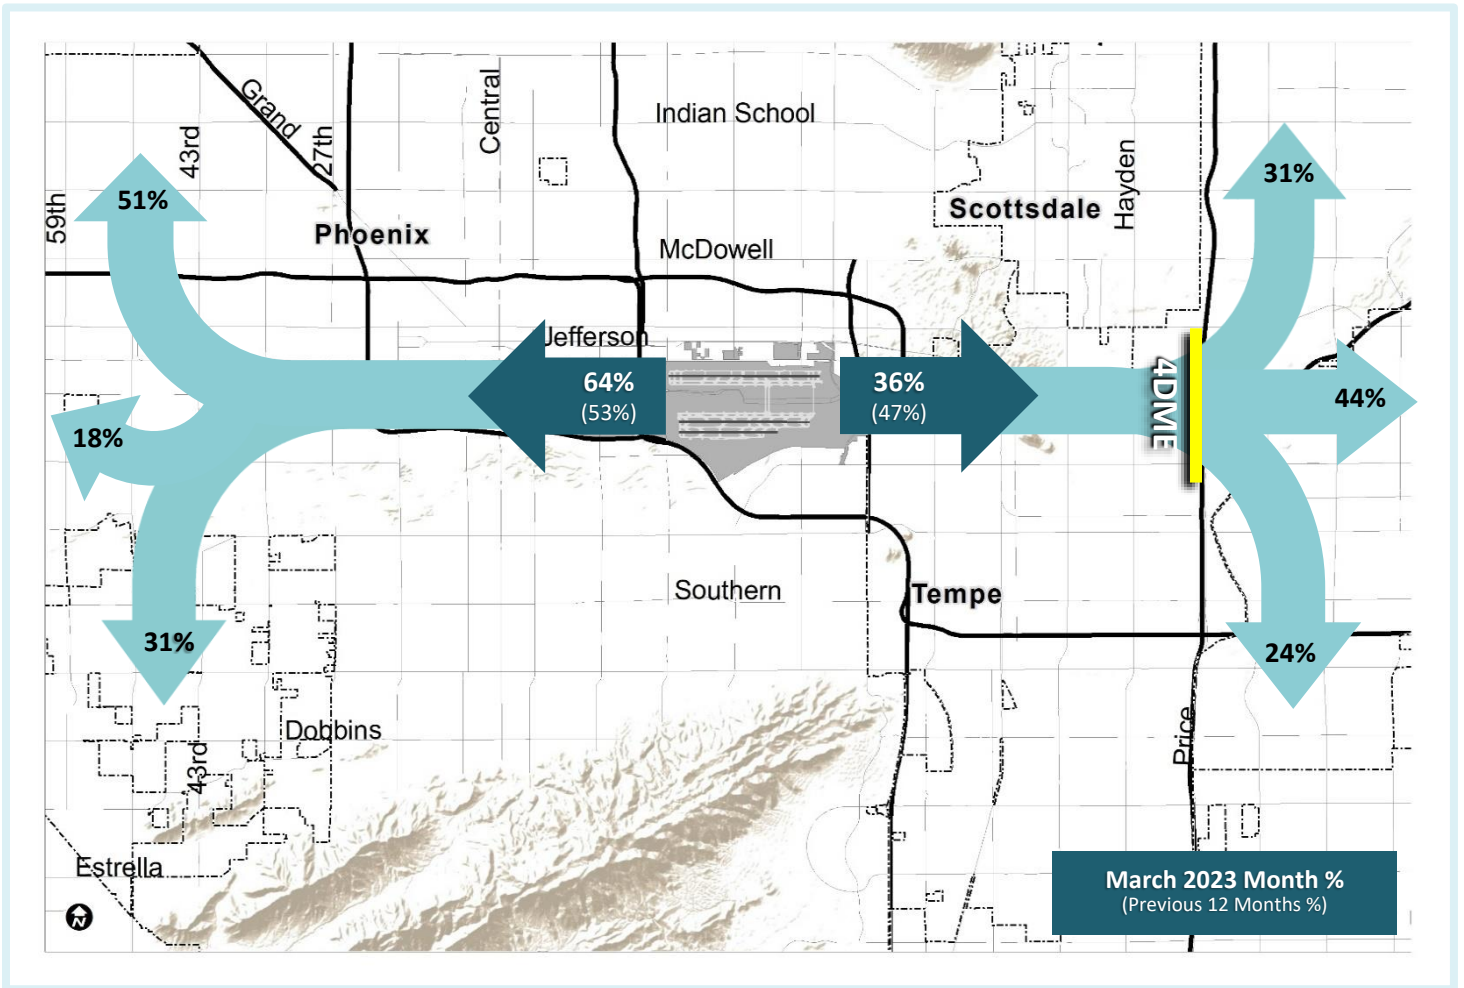 Grand
43rd
27th
Central
Indian School
Hayden
31%
51%
59th
Phoenix
Scottsdale
McDowell
Jefferson
64%
(53%)
36%
(47%)
4DME
44%
18%
Southern
Tempe
31%
24%
Dobbins
43rd
Price
Estrella
N
March 2023 Month %
(Previous 12 Months %)